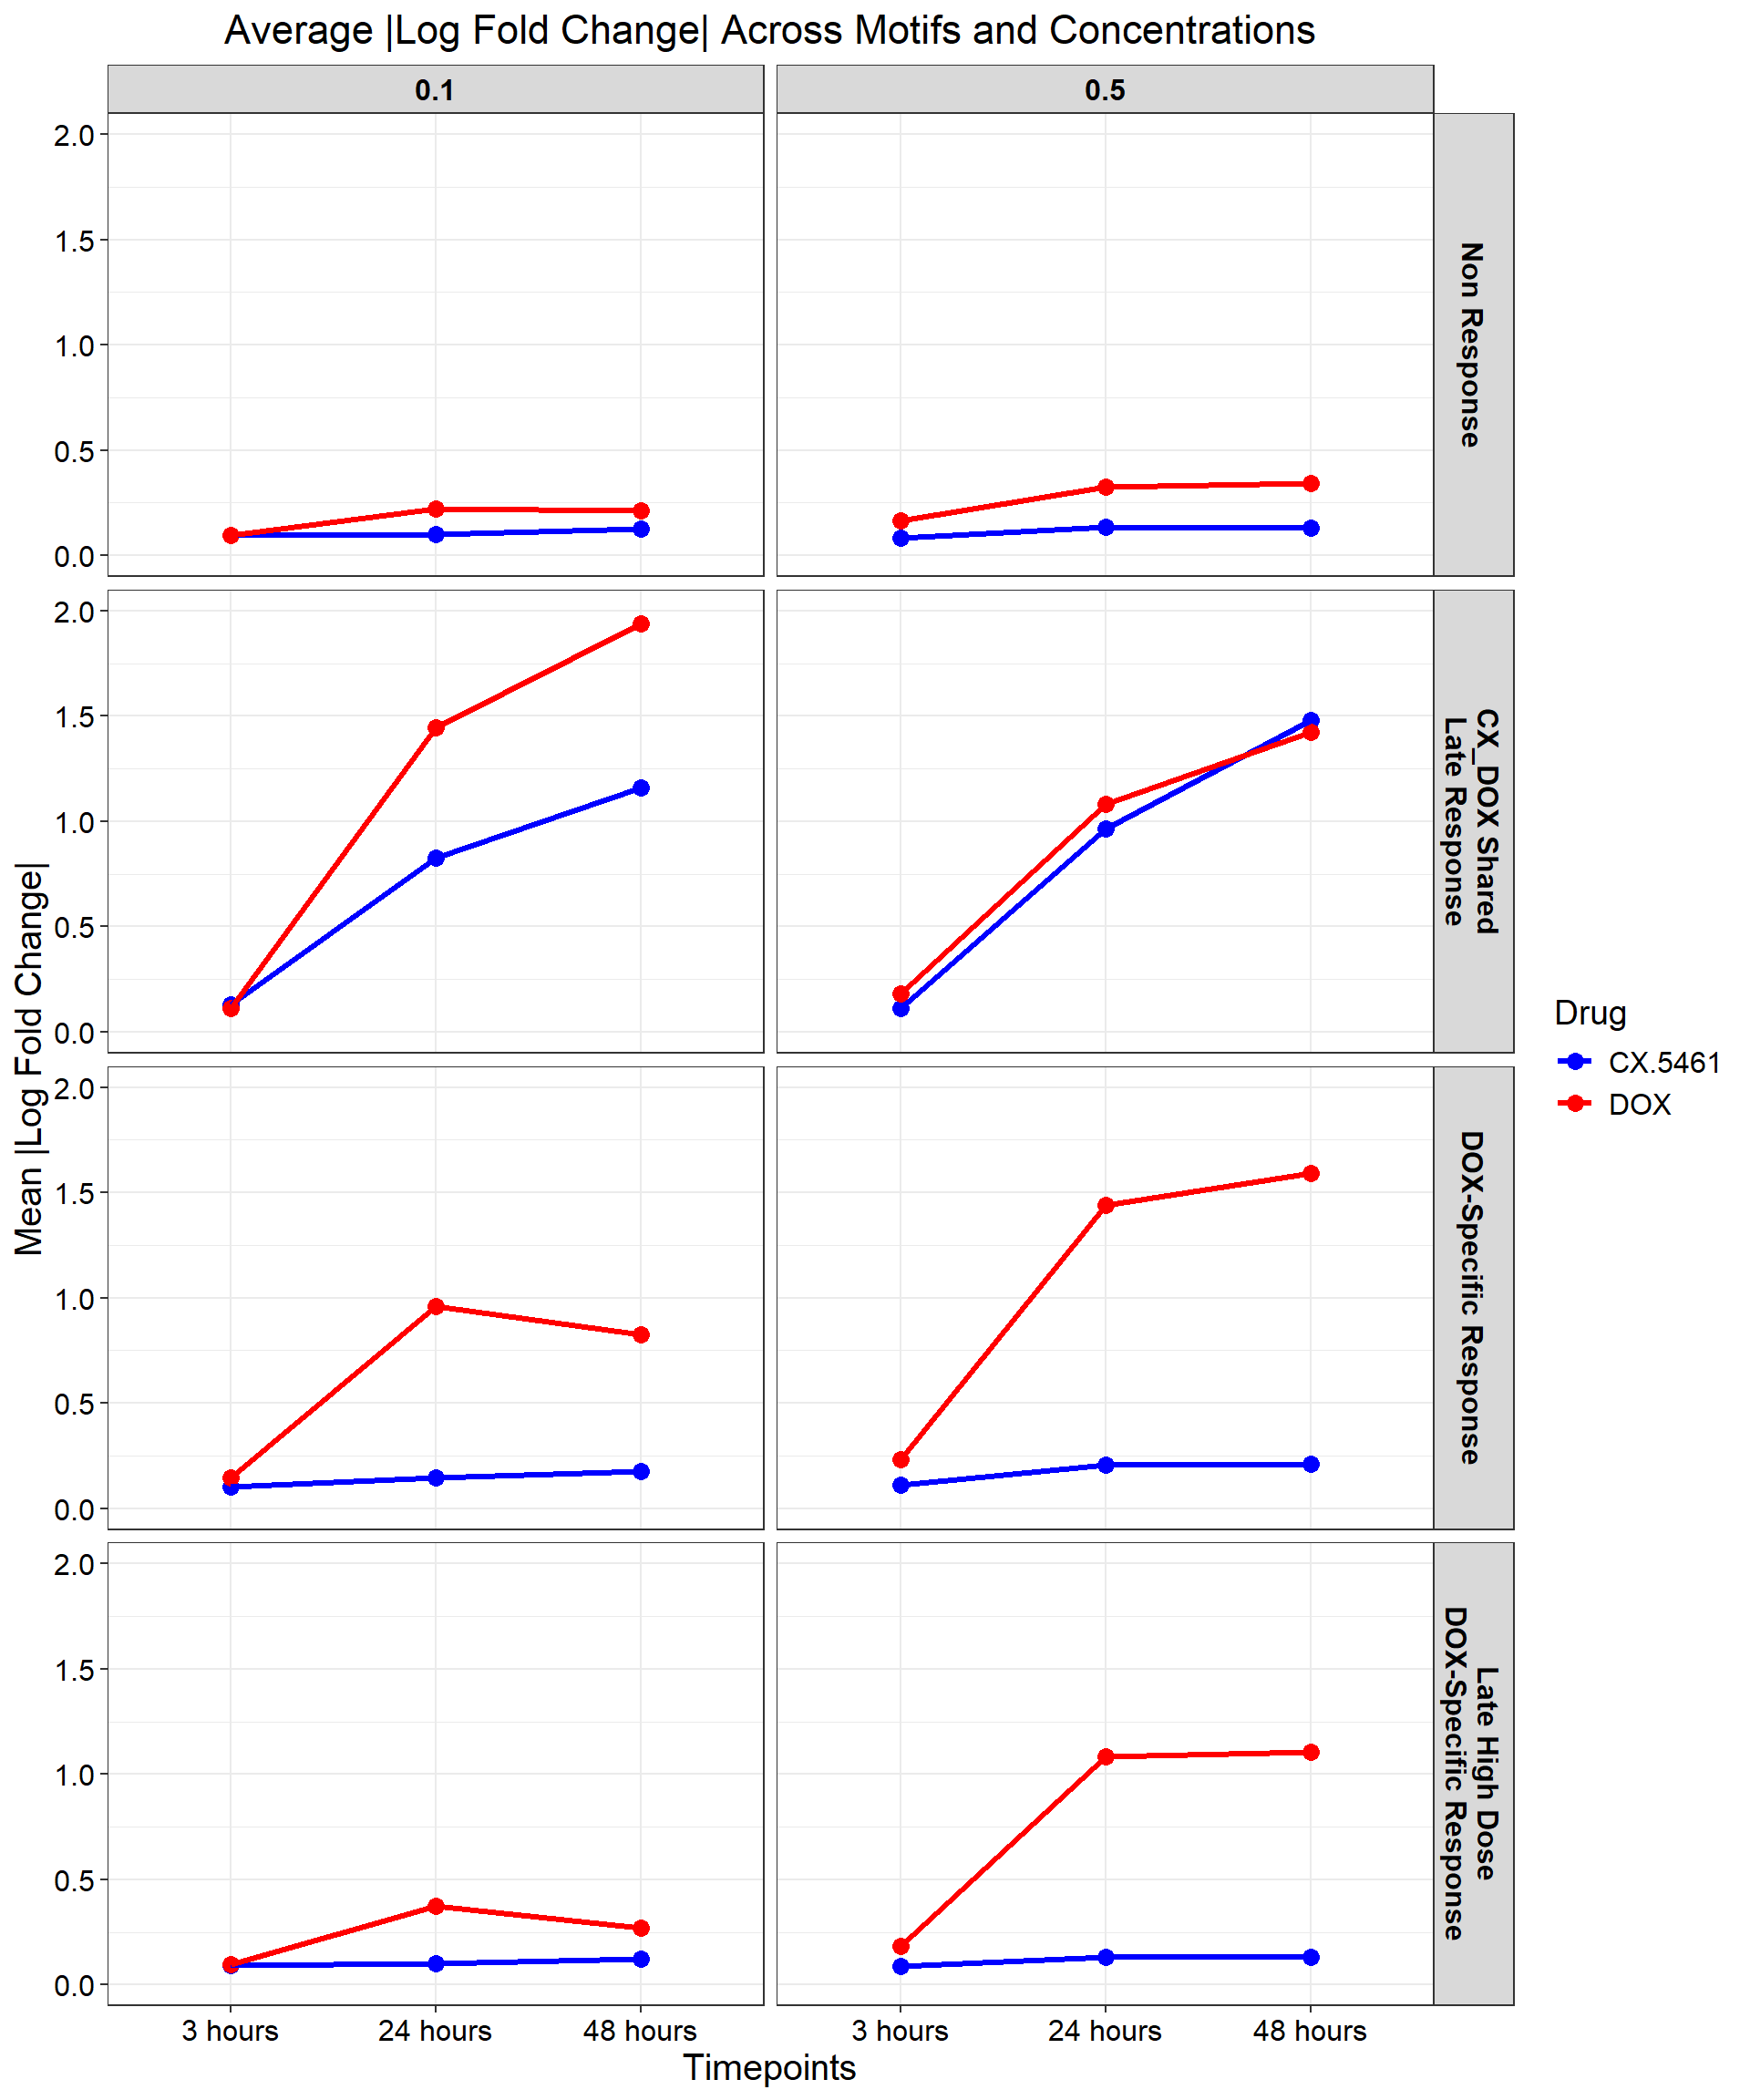 Average |Log Fold Change| Across Motifs and Concentrations
0.1
0.5
2.0
1.5
1.0
0.5
0.0
Non Response
2.0
1.5
1.0
0.5
0.0
CX_DOX Shared
Late Response
2.0
1.5
1.0
0.5
0.0
DOX-Specific Response
2.0
1.5
1.0
0.5
0.0
Late High Dose
DOX-Specific Response
3 hours
24 hours
48 hours
3 hours
24 hours
48 hours
Timepoints
Mean |Log Fold Change|
Drug
CX.5461
DOX